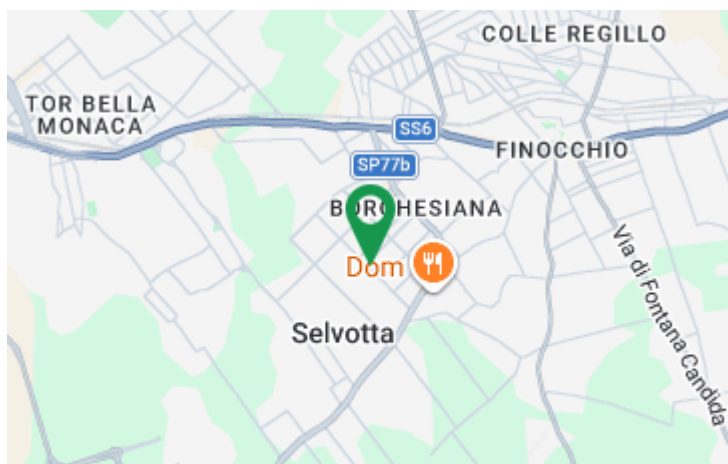 COLLE REGILLO
TOR BELLA
MONACA
SS6
FINOCCHIO
SP77b
BORGHESIANA
Dom
Via di Fontana Candida
Selvotta